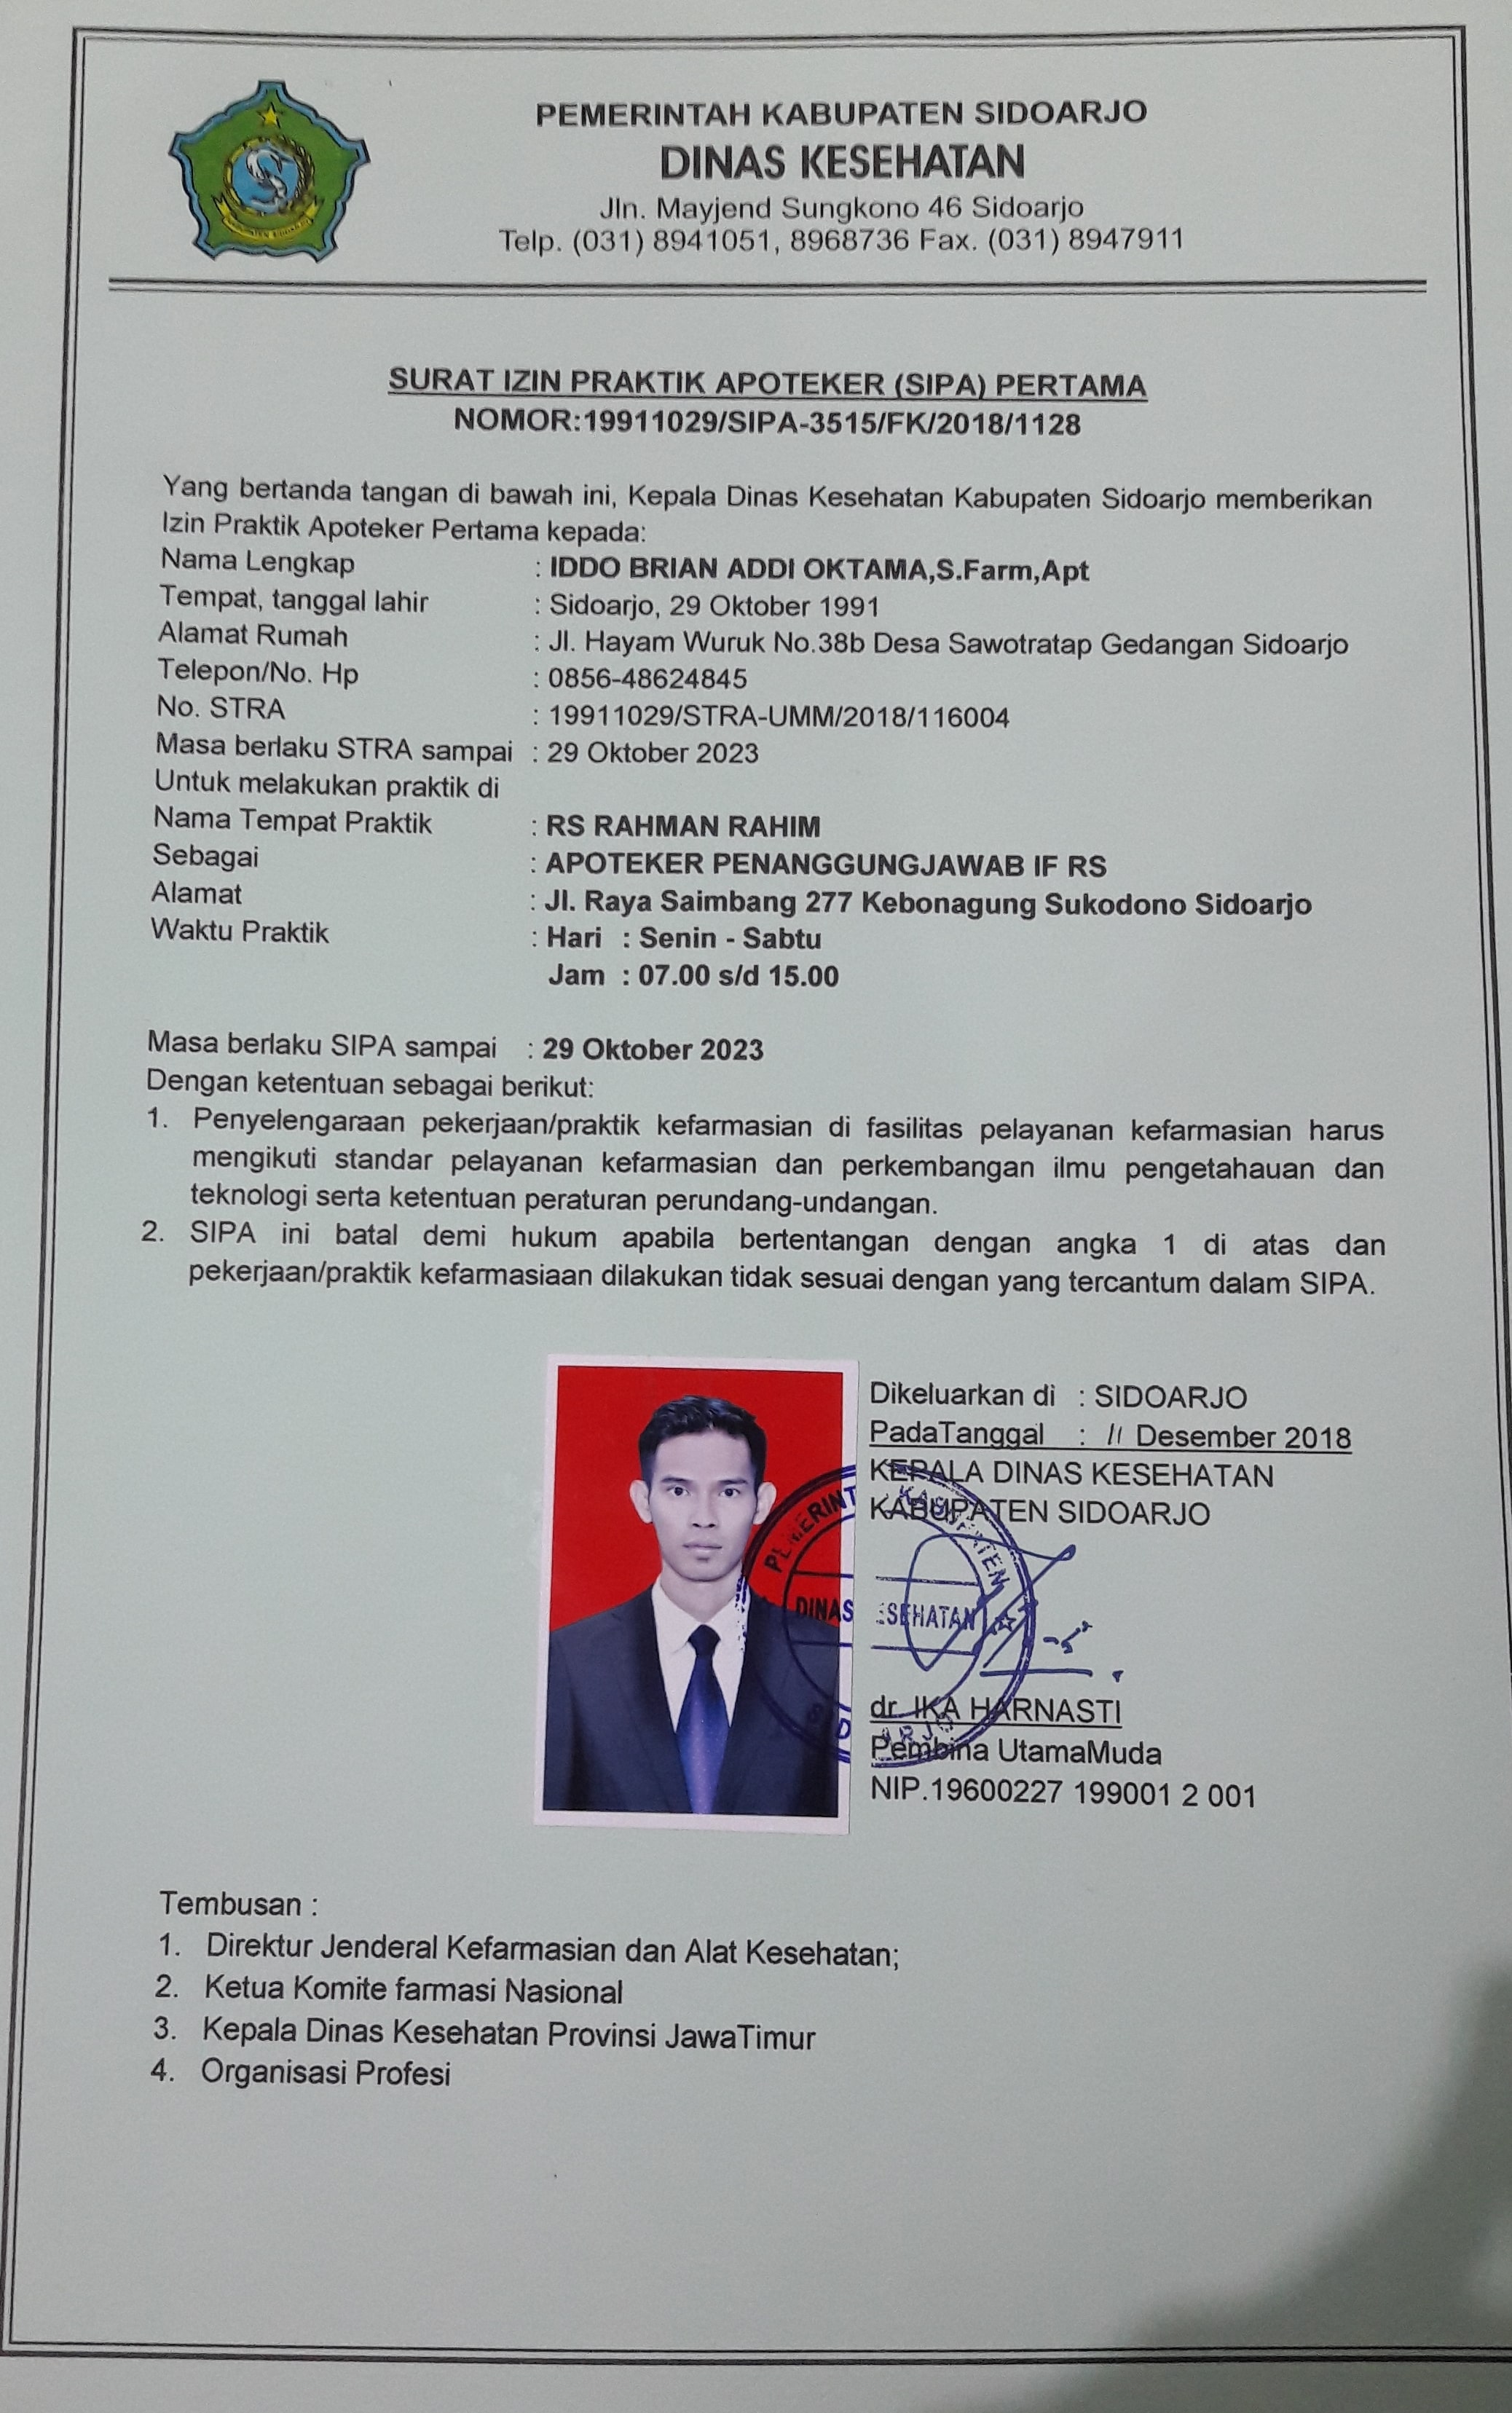 PEMERINTAH KABUPATEN SIDOARJO
DINAS KESEHATAN
Jln. Mayjend Sungkono 46 Sidoarjo
Telp. (031) 8941051, 8968736 Fax. (031) 8947911
SURAT IZIN PRAKTIK APOTEKER (SIPA) PERTAMA
NOMOR:19911029/SIPA-3515/FK/2018/1128
Yang bertanda tangan di bawah ini, Kepala Dinas Kesehatan Kabupaten Sidoarjo memberikan
Izin Praktik Apoteker Pertama kepada:
Nama Lengkap : IDDO BRIAN ADDI OKTAMA,S.Farm,Apt
Tempat, tanggal lahir : Sidoarjo, 29 Oktober 1991
Alamat Rumah : Jl. Hayam Wuruk No.38b Desa Sawotratap Gedangan Sidoarjo
Telepon/No. Hp : 0856-48624845
No. STRA : 19911029/STRA-UMM/2018/116004
Masa berlaku STRA sampai : 29 Oktober 2023
Untuk melakukan praktik di
Nama Tempat Praktik : RS RAHMAN RAHIM
Sebagai : APOTEKER PENANGGUNGJAWAB IF RS
Alamat : Jl. Raya Saimbang 277 Kebonagung Sukodono Sidoarjo
Waktu Praktik : Hari : Senin - Sabtu
Jam : 07.00 s/d 15.00
Masa berlaku SIPA sampai : 29 Oktober 2023
Dengan ketentuan sebagai berikut:
1. Penyelengaraan pekerjaan/praktik kefarmasian di fasilitas pelayanan kefarmasian harus
mengikuti standar pelayanan kefarmasian dan perkembangan ilmu pengetahauan dan
teknologi serta ketentuan peraturan perundang-undangan.
2. SIPA ini batal demi hukum apabila bertentangan dengan angka 1 di atas dan
pekerjaan/praktik kefarmasiaan dilakukan tidak sesuai dengan yang tercantum dalam SIPA.
Dikeluarkan di : SIDOARJO
PadaTanggal : 11 Desember 2018
KEPALA DINAS KESEHATAN
KABUPATEN SIDOARJO
dr. IKA HARNASTI
Pembina UtamaMuda
NIP.19600227 199001 2 001
Tembusan :
1. Direktur Jenderal Kefarmasian dan Alat Kesehatan;
2. Ketua Komite farmasi Nasional
3. Kepala Dinas Kesehatan Provinsi JawaTimur
4. Organisasi Profesi